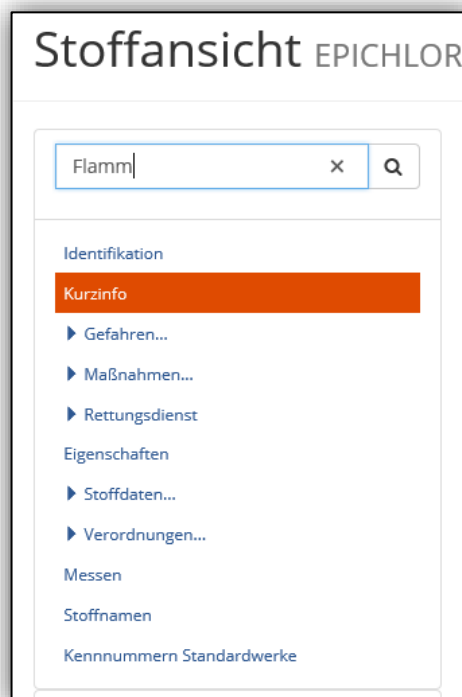 Stoffansicht EPICHLOR
Flamm
Identifikation
Kurzinfo
Gefahren...
Maßnahmen...
Rettungsdienst
Eigenschaften
Stoffdaten...
Verordnungen...
Messen
Stoffnamen
Kennnummern Standardwerke